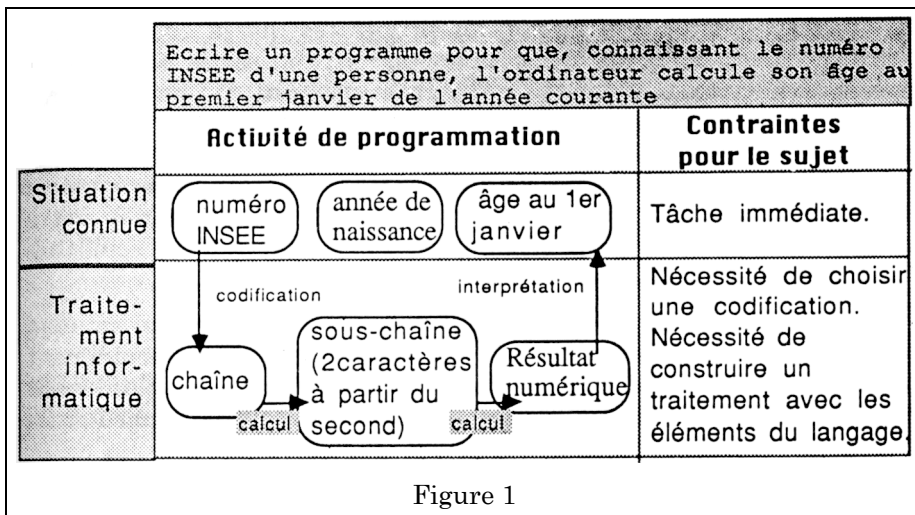 Ecrire un programme pour que, connaissant le numéro
INSEE d'une personne, l'ordinateur calcule son âge au
premier janvier de l'année courante
Activité de programmation
Contraintes
pour le sujet
Situation
connue
numéro
INSEE
année de
naissance
âge au 1er
janvier
Tâche immédiate.
Traite-
ment
infor-
matique
codification
interprétation
chaîne
calcul
sous-chaîne
(2caractères
à partir du
second)
calcul
Résultat
numérique
Nécessité de choisir
une codification.
Nécessité de
construire un
traitement avec les
éléments du langage.
Figure 1